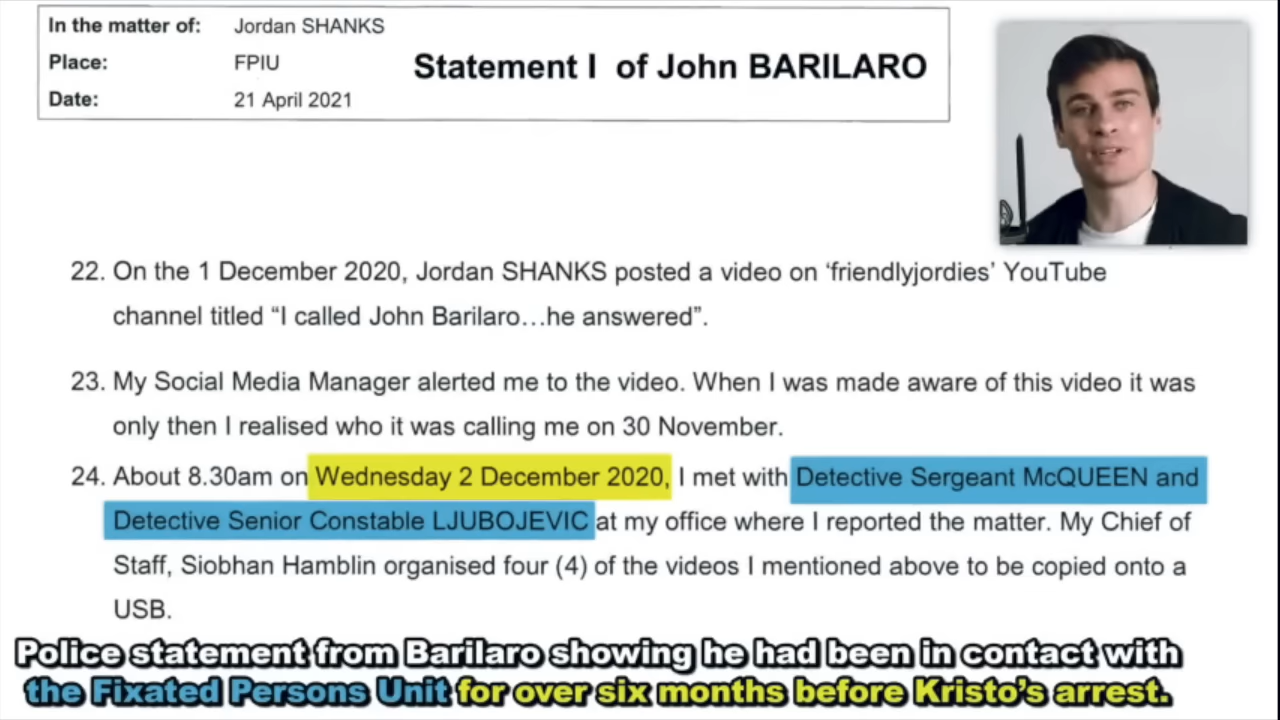 In the matter of: Jordan SHANKS
Place: FPIU
Date: 21 April 2021
Statement I of John BARILARO
22. On the 1 December 2020, Jordan SHANKS posted a video on ‘friendlyjordies’ YouTube
channel titled “I called John Barilaro…he answered”.
23. My Social Media Manager alerted me to the video. When I was made aware of this video it was
only then I realised who it was calling me on 30 November.
24. About 8.30am on Wednesday 2 December 2020, I met with Detective Sergeant McQUEEN and
Detective Senior Constable LJUBOJEVIC at my office where I reported the matter. My Chief of
Staff, Siobhan Hamblin organised four (4) of the videos I mentioned above to be copied onto a
USB.
Police statement from Barilaro showing he had been in contact with
the Fixated Persons Unit for over six months before Kristo’s arrest.